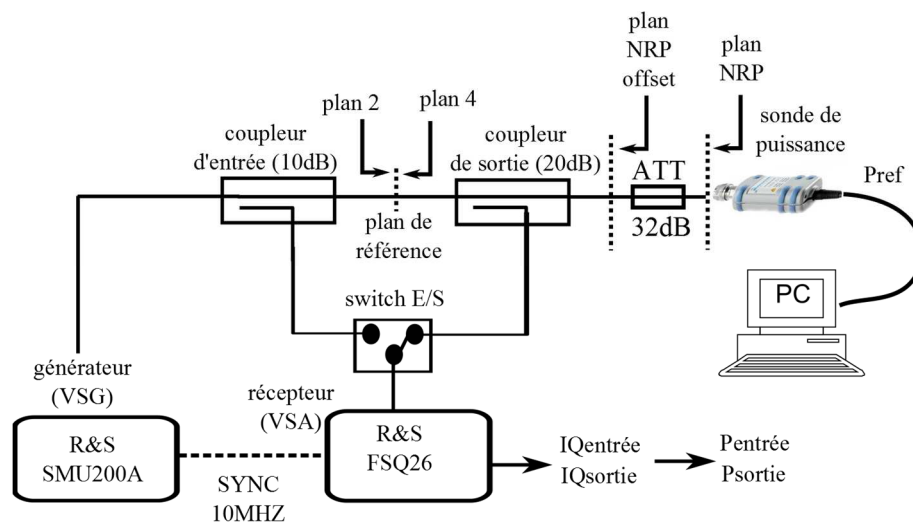 plan
NRP
offset
plan
NRP
plan 2
plan 4
coupleur
d'entrée (10dB)
coupleur
de sortie (20dB)
sonde de
puissance
ATT
32dB
Pref
plan de
référence
switch E/S
PC
générateur
(VSG)
récepteur
(VSA)
R&S
SMU200A
SYNC
10MHZ
R&S
FSQ26
IQentrée
IQsortie
Pentrée
Psortie